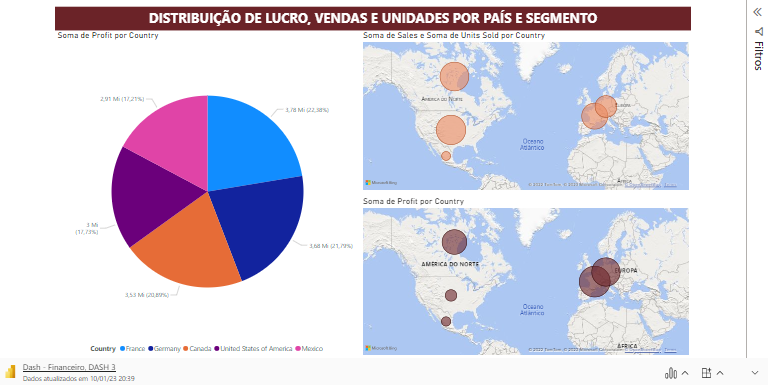 DISTRIBUIÇÃO DE LUCRO, VENDAS E UNIDADES POR PAÍS E SEGMENTO
Soma de Profit por Country
2,91 Mi (17,21%)
3,78 Mi (22,38%)
3 Mi
(17,73%)
3,68 Mi (21,79%)
3,53 Mi (20,89%)
Country France Germany Canada United States of America Mexico
Soma de Sales e Soma de Units Sold por Country
AMÉRICA DO NORTE
EUROPA
Oceano
Atlântico
ÁFRICA
Microsoft Bing
Soma de Profit por Country
AMÉRICA DO NORTE
EUROPA
Oceano
Atlântico
ÁFRICA
Microsoft Bing
Filtros
Dash - Financeiro, DASH 3
Dados atualizados em 10/01/23 20:39